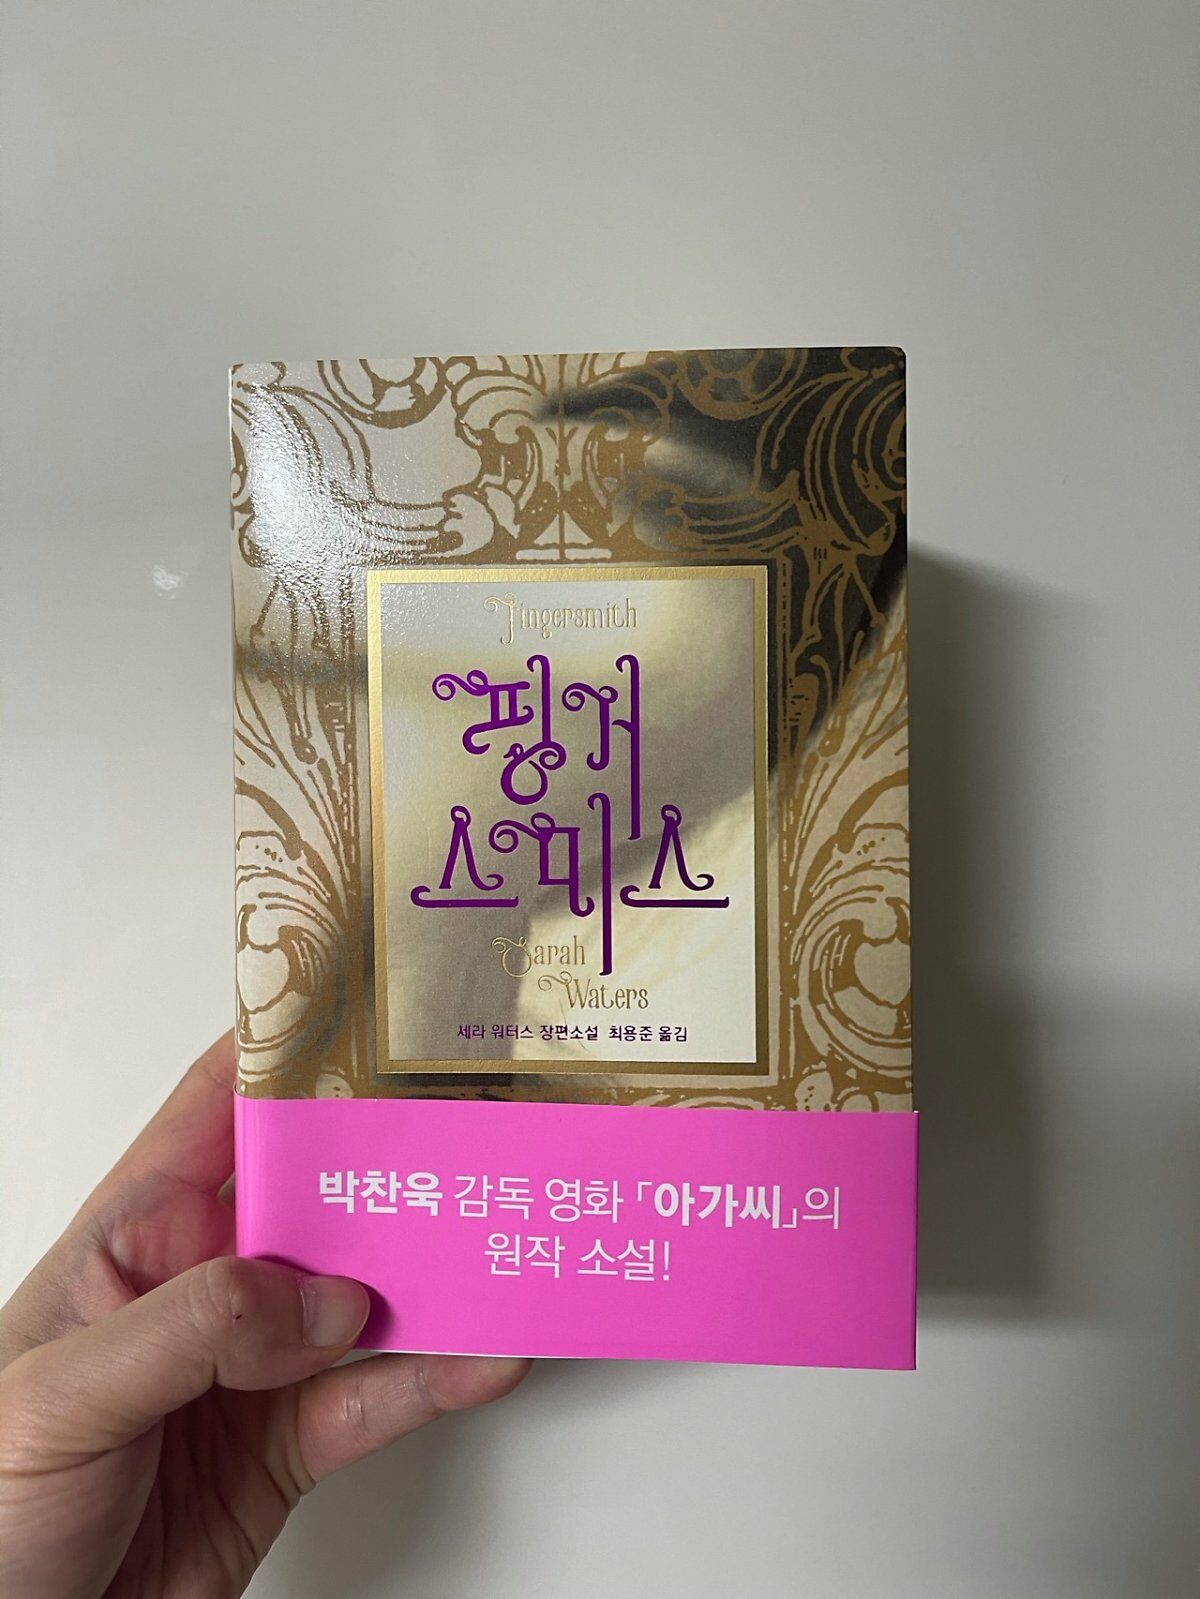 Fingersmith
핑거
스미스
Sarah
Waters
세라 워터스 장편소설 최용준 옮김
박찬욱 감독 영화 「아가씨」의
원작 소설!